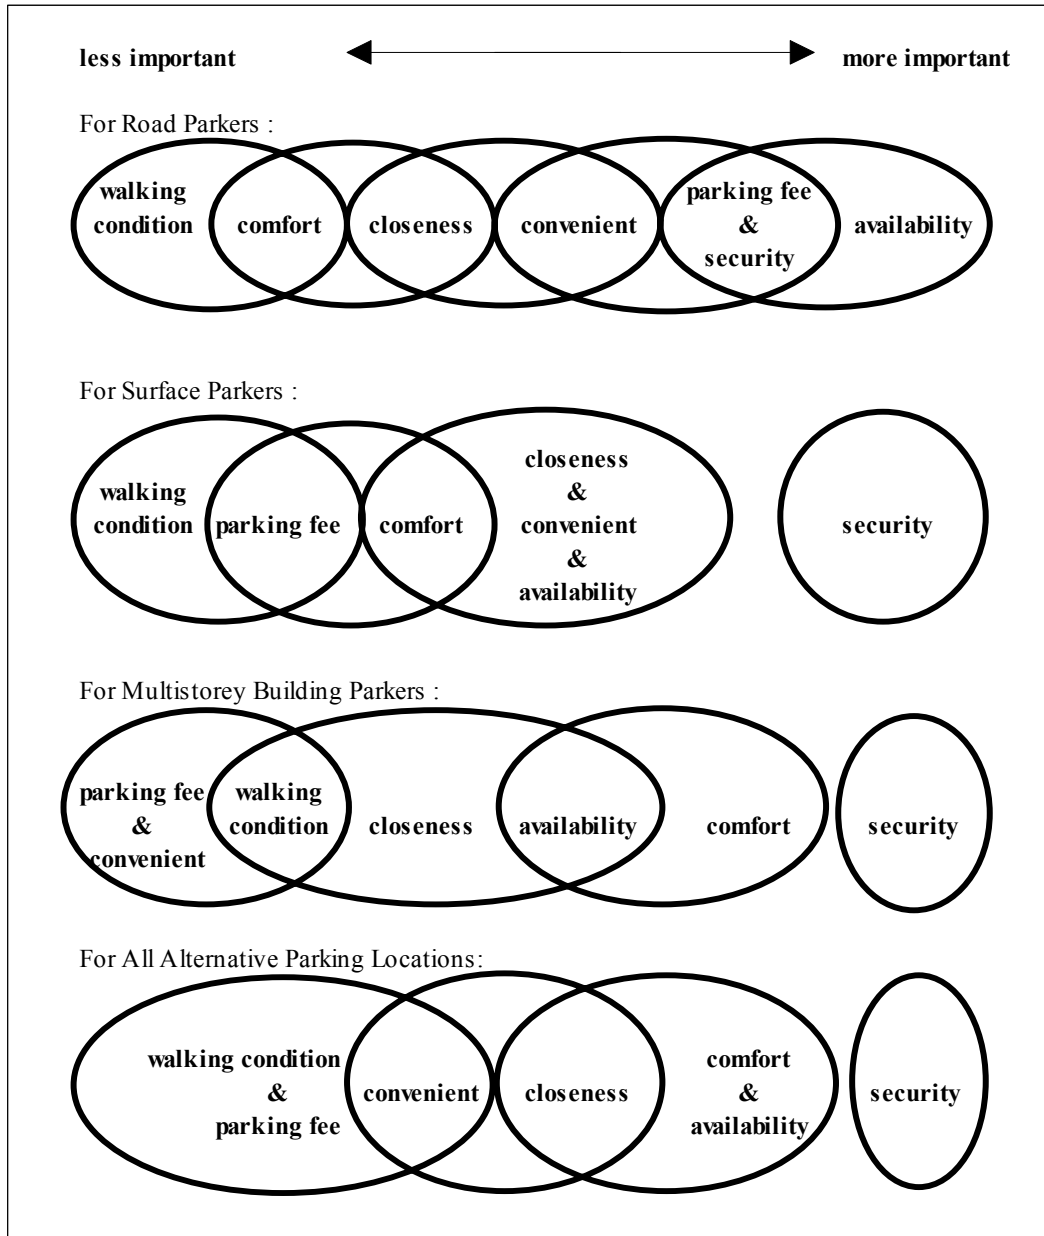 less important more important
For Road Parkers :
walking condition comfort closeness convenient parking fee & security availability
For Surface Parkers :
walking condition parking fee comfort closeness & convenient & availability security
For Multistorey Building Parkers :
parking fee & convenient walking condition closeness availability comfort security
For All Alternative Parking Locations:
walking condition & parking fee convenient closeness comfort & availability security